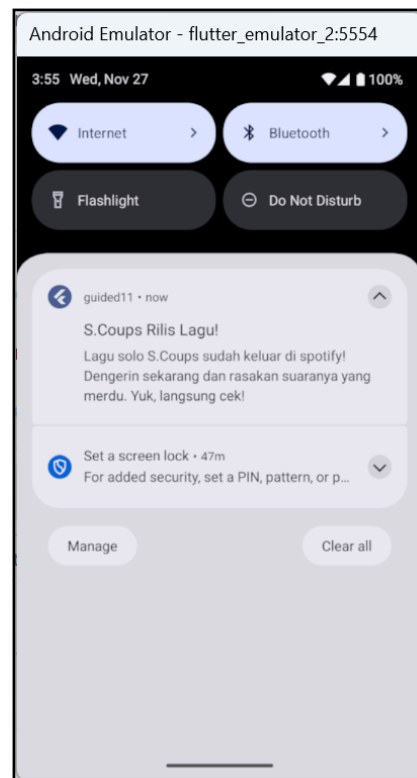 Android Emulator - flutter_emulator_2:5554
3:55 Wed, Nov 27
100%
Internet
Bluetooth
Flashlight
Do Not Disturb
guided11 • now
S.Coups Rilis Lagu!
Lagu solo S.Coups sudah keluar di spotify!
Dengerin sekarang dan rasakan suaranya yang
merdu. Yuk, langsung cek!
Set a screen lock • 47m
For added security, set a PIN, pattern, or p...
Manage
Clear all